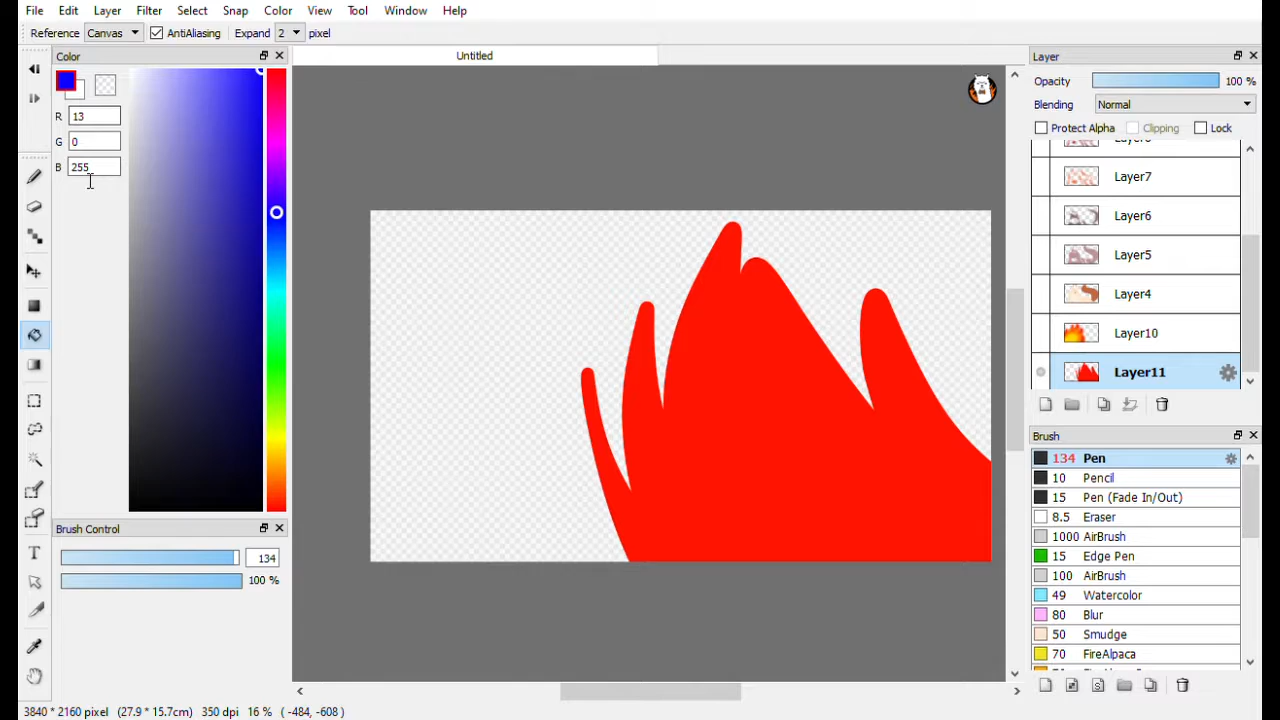 File Edit Layer Filter Select Snap Color View Tool Window Help
Reference Canvas AntiAliasing Expand 2 pixel
Color
Untitled
Layer
R 13
G 0
B 255
Opacity 100 %
Blending Normal
Protect Alpha Clipping Lock
Layer7
Layer6
Layer5
Layer4
Layer10
Layer11
Brush Control
134
100 %
Brush
134 Pen
10 Pencil
15 Pen (Fade In/Out)
8.5 Eraser
1000 AirBrush
15 Edge Pen
100 AirBrush
49 Watercolor
80 Blur
50 Smudge
70 FireAlpaca
3840 * 2160 pixel (27.9 * 15.7cm) 350 dpi 16 % ( -484, -608 )